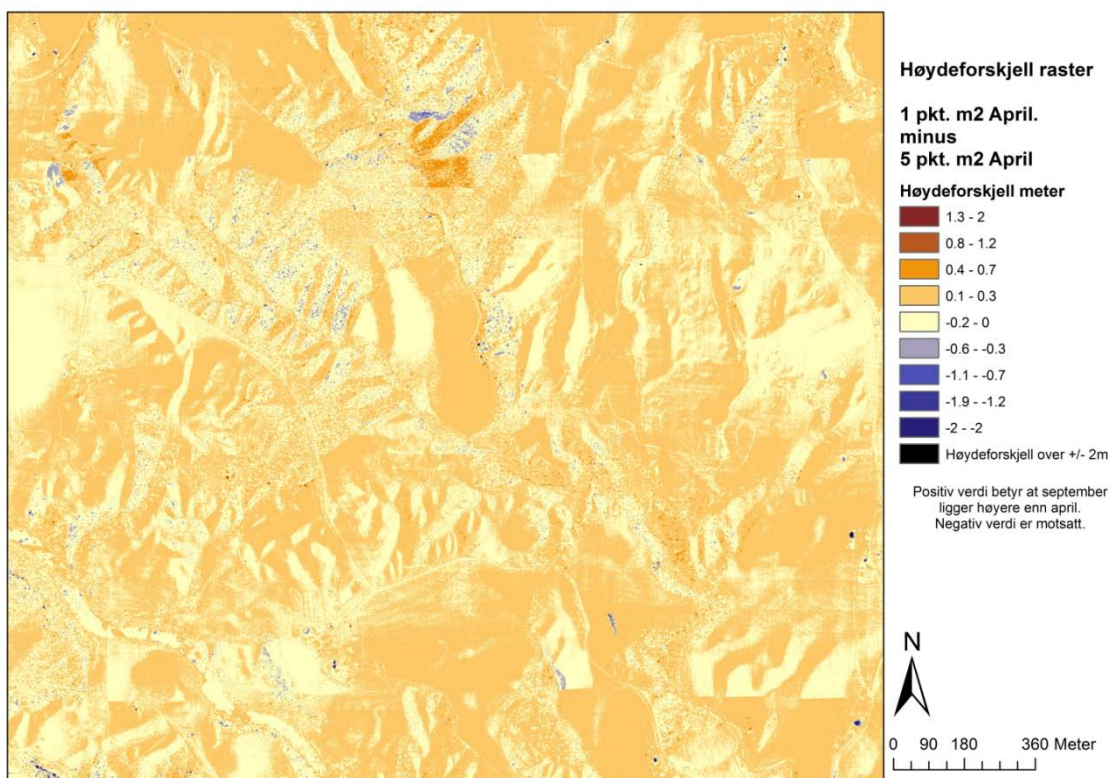 Høydeforskjell raster
1 pkt. m2 April.
minus
5 pkt. m2 April
Høydeforskjell meter
1.3 - 2
0.8 - 1.2
0.4 - 0.7
0.1 - 0.3
-0.2 - 0
-0.6 - -0.3
-1.1 - -0.7
-1.9 - -1.2
-2 - -2
Høydeforskjell over +/- 2m
Positiv verdi betyr at september
ligger høyere enn april.
Negativ verdi er motsatt.
N
0 90 180 360 Meter